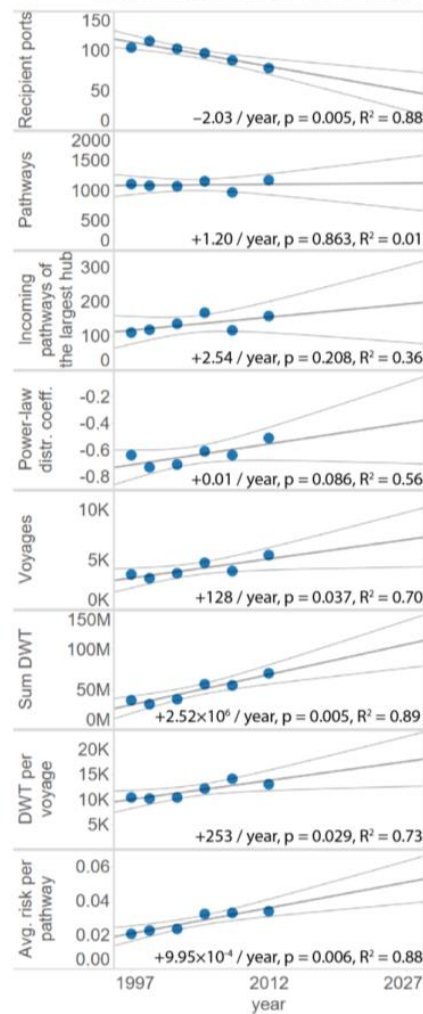 Recipient ports
150
100
50
0
−2.03 / year, p = 0.005, R² = 0.88
Pathways
2000
1500
1000
500
0
+1.20 / year, p = 0.863, R² = 0.01
Incoming
pathways of
the largest hub
300
200
100
0
+2.54 / year, p = 0.208, R² = 0.36
Power-law
distr. coeff.
-0.2
-0.4
-0.6
-0.8
+0.01 / year, p = 0.086, R² = 0.56
Voyages
10K
5K
0K
+128 / year, p = 0.037, R² = 0.70
Sum DWT
150M
100M
50M
0M
+2.52×10⁶ / year, p = 0.005, R² = 0.89
DWT per
voyage
20K
15K
10K
5K
+253 / year, p = 0.029, R² = 0.73
Avg. risk per
pathway
0.06
0.04
0.02
0.00
+9.95×10⁻⁴ / year, p = 0.006, R² = 0.88
1997 2012 2027
year